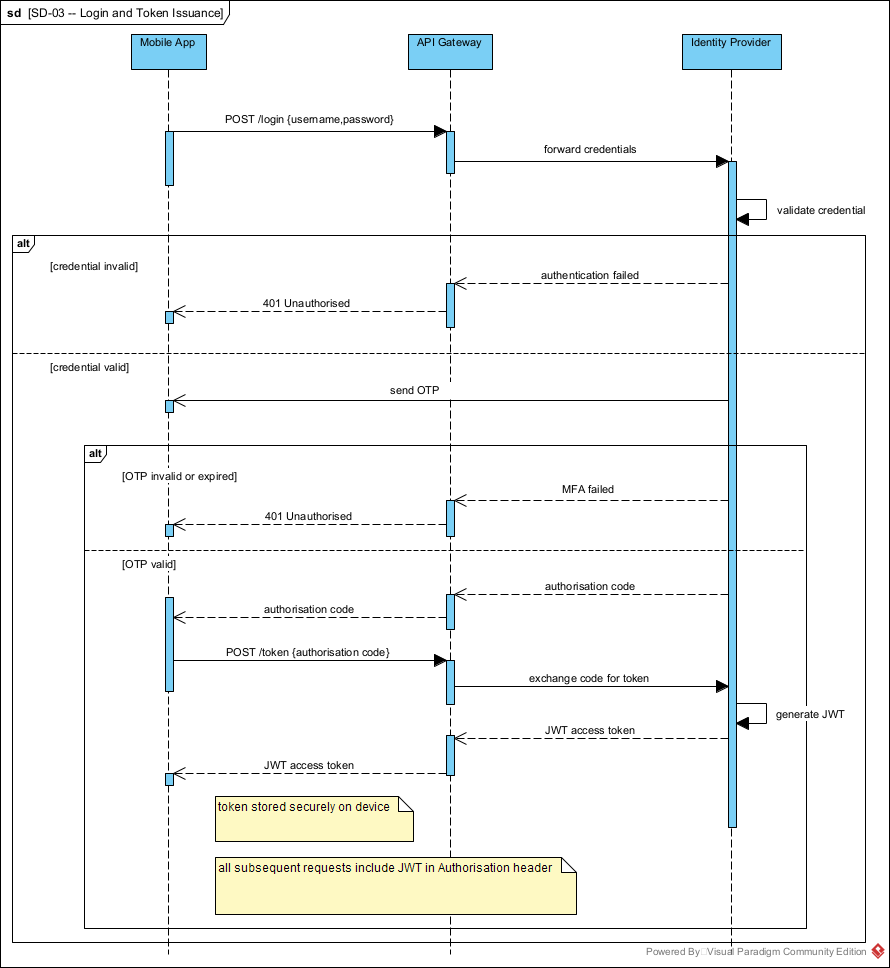 sd [SD-03 -- Login and Token Issuance]
Mobile App
API Gateway
Identity Provider
POST /login {username,password}
forward credentials
validate credential
alt
[credential invalid]
authentication failed
401 Unauthorised
[credential valid]
send OTP
alt
[OTP invalid or expired]
MFA failed
401 Unauthorised
[OTP valid]
authorisation code
authorisation code
POST /token {authorisation code}
exchange code for token
generate JWT
JWT access token
JWT access token
token stored securely on device
all subsequent requests include JWT in Authorisation header
Powered By Visual Paradigm Community Edition